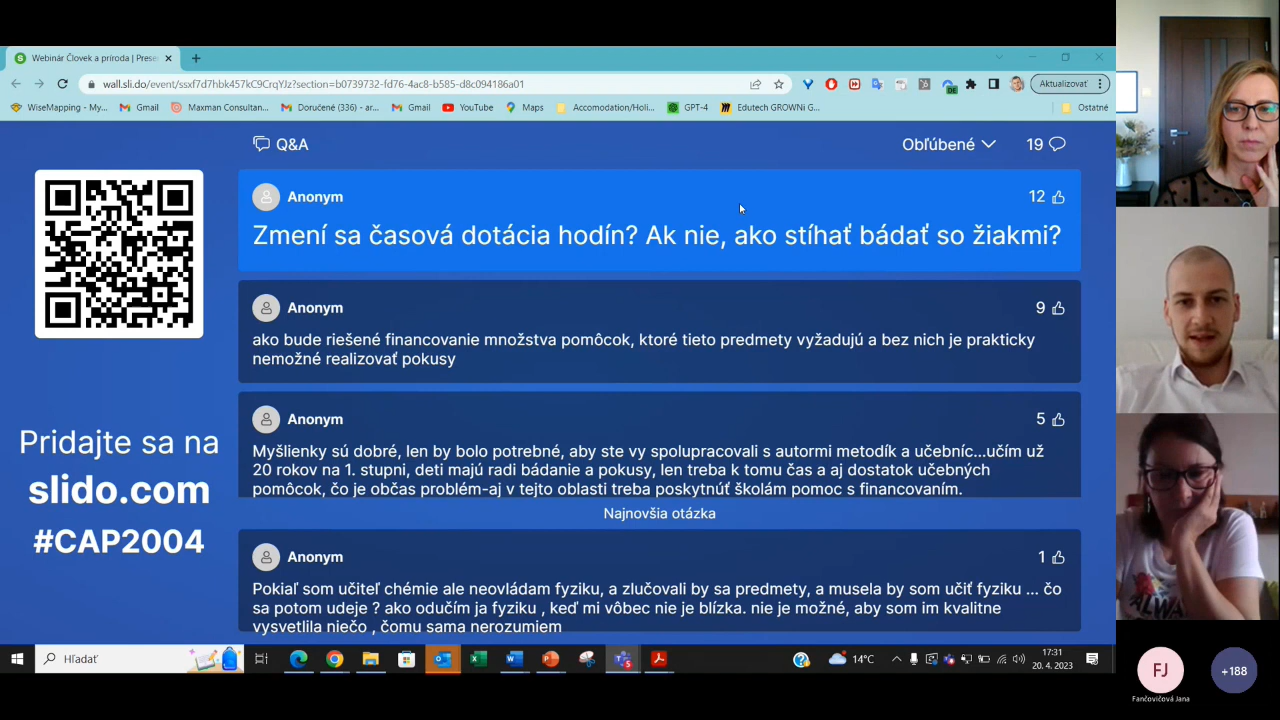 Webinár Človek a príroda | Prese
wall.sli.do/event/ssxf7d7hbk457kC9CrqYJz?section=b0739732-fd76-4ac8-b585-d8c094186a01
Aktualizovať
WiseMapping - My...
Gmail
Maxman Consultan...
Doručené (336) - ar...
Gmail
YouTube
Maps
Accomodation/Holi...
GPT-4
Edutech GROWNi G...
Ostatné
Q&A
Obľúbené
19
Anonym
12
Zmení sa časová dotácia hodín? Ak nie, ako stíhať bádať so žiakmi?
Anonym
9
ako bude riešené financovanie množstva pomôcok, ktoré tieto predmety vyžadujú a bez nich je prakticky
nemožné realizovať pokusy
Anonym
5
Myšlienky sú dobré, len by bolo potrebné, aby ste vy spolupracovali s autormi metodík a učebníc...učím už
20 rokov na 1. stupni, deti majú radi bádanie a pokusy, len treba k tomu čas a aj dostatok učebných
pomôcok, čo je občas problém-aj v tejto oblasti treba poskytnúť školám pomoc s financovaním.
Najnovšia otázka
Anonym
1
Pokiaľ som učiteľ chémie ale neovládam fyziku, a zlučovali by sa predmety, a musela by som učiť fyziku ... čo
sa potom udeje ? ako odučím ja fyziku , keď mi vôbec nie je blízka. nie je možné, aby som im kvalitne
vysvetlila niečo , čomu sama nerozumiem
Pridajte sa na
slido.com
#CAP2004
Hľadať
14°C
17:31
20. 4. 2023
FJ
Fančovičová Jana
+188